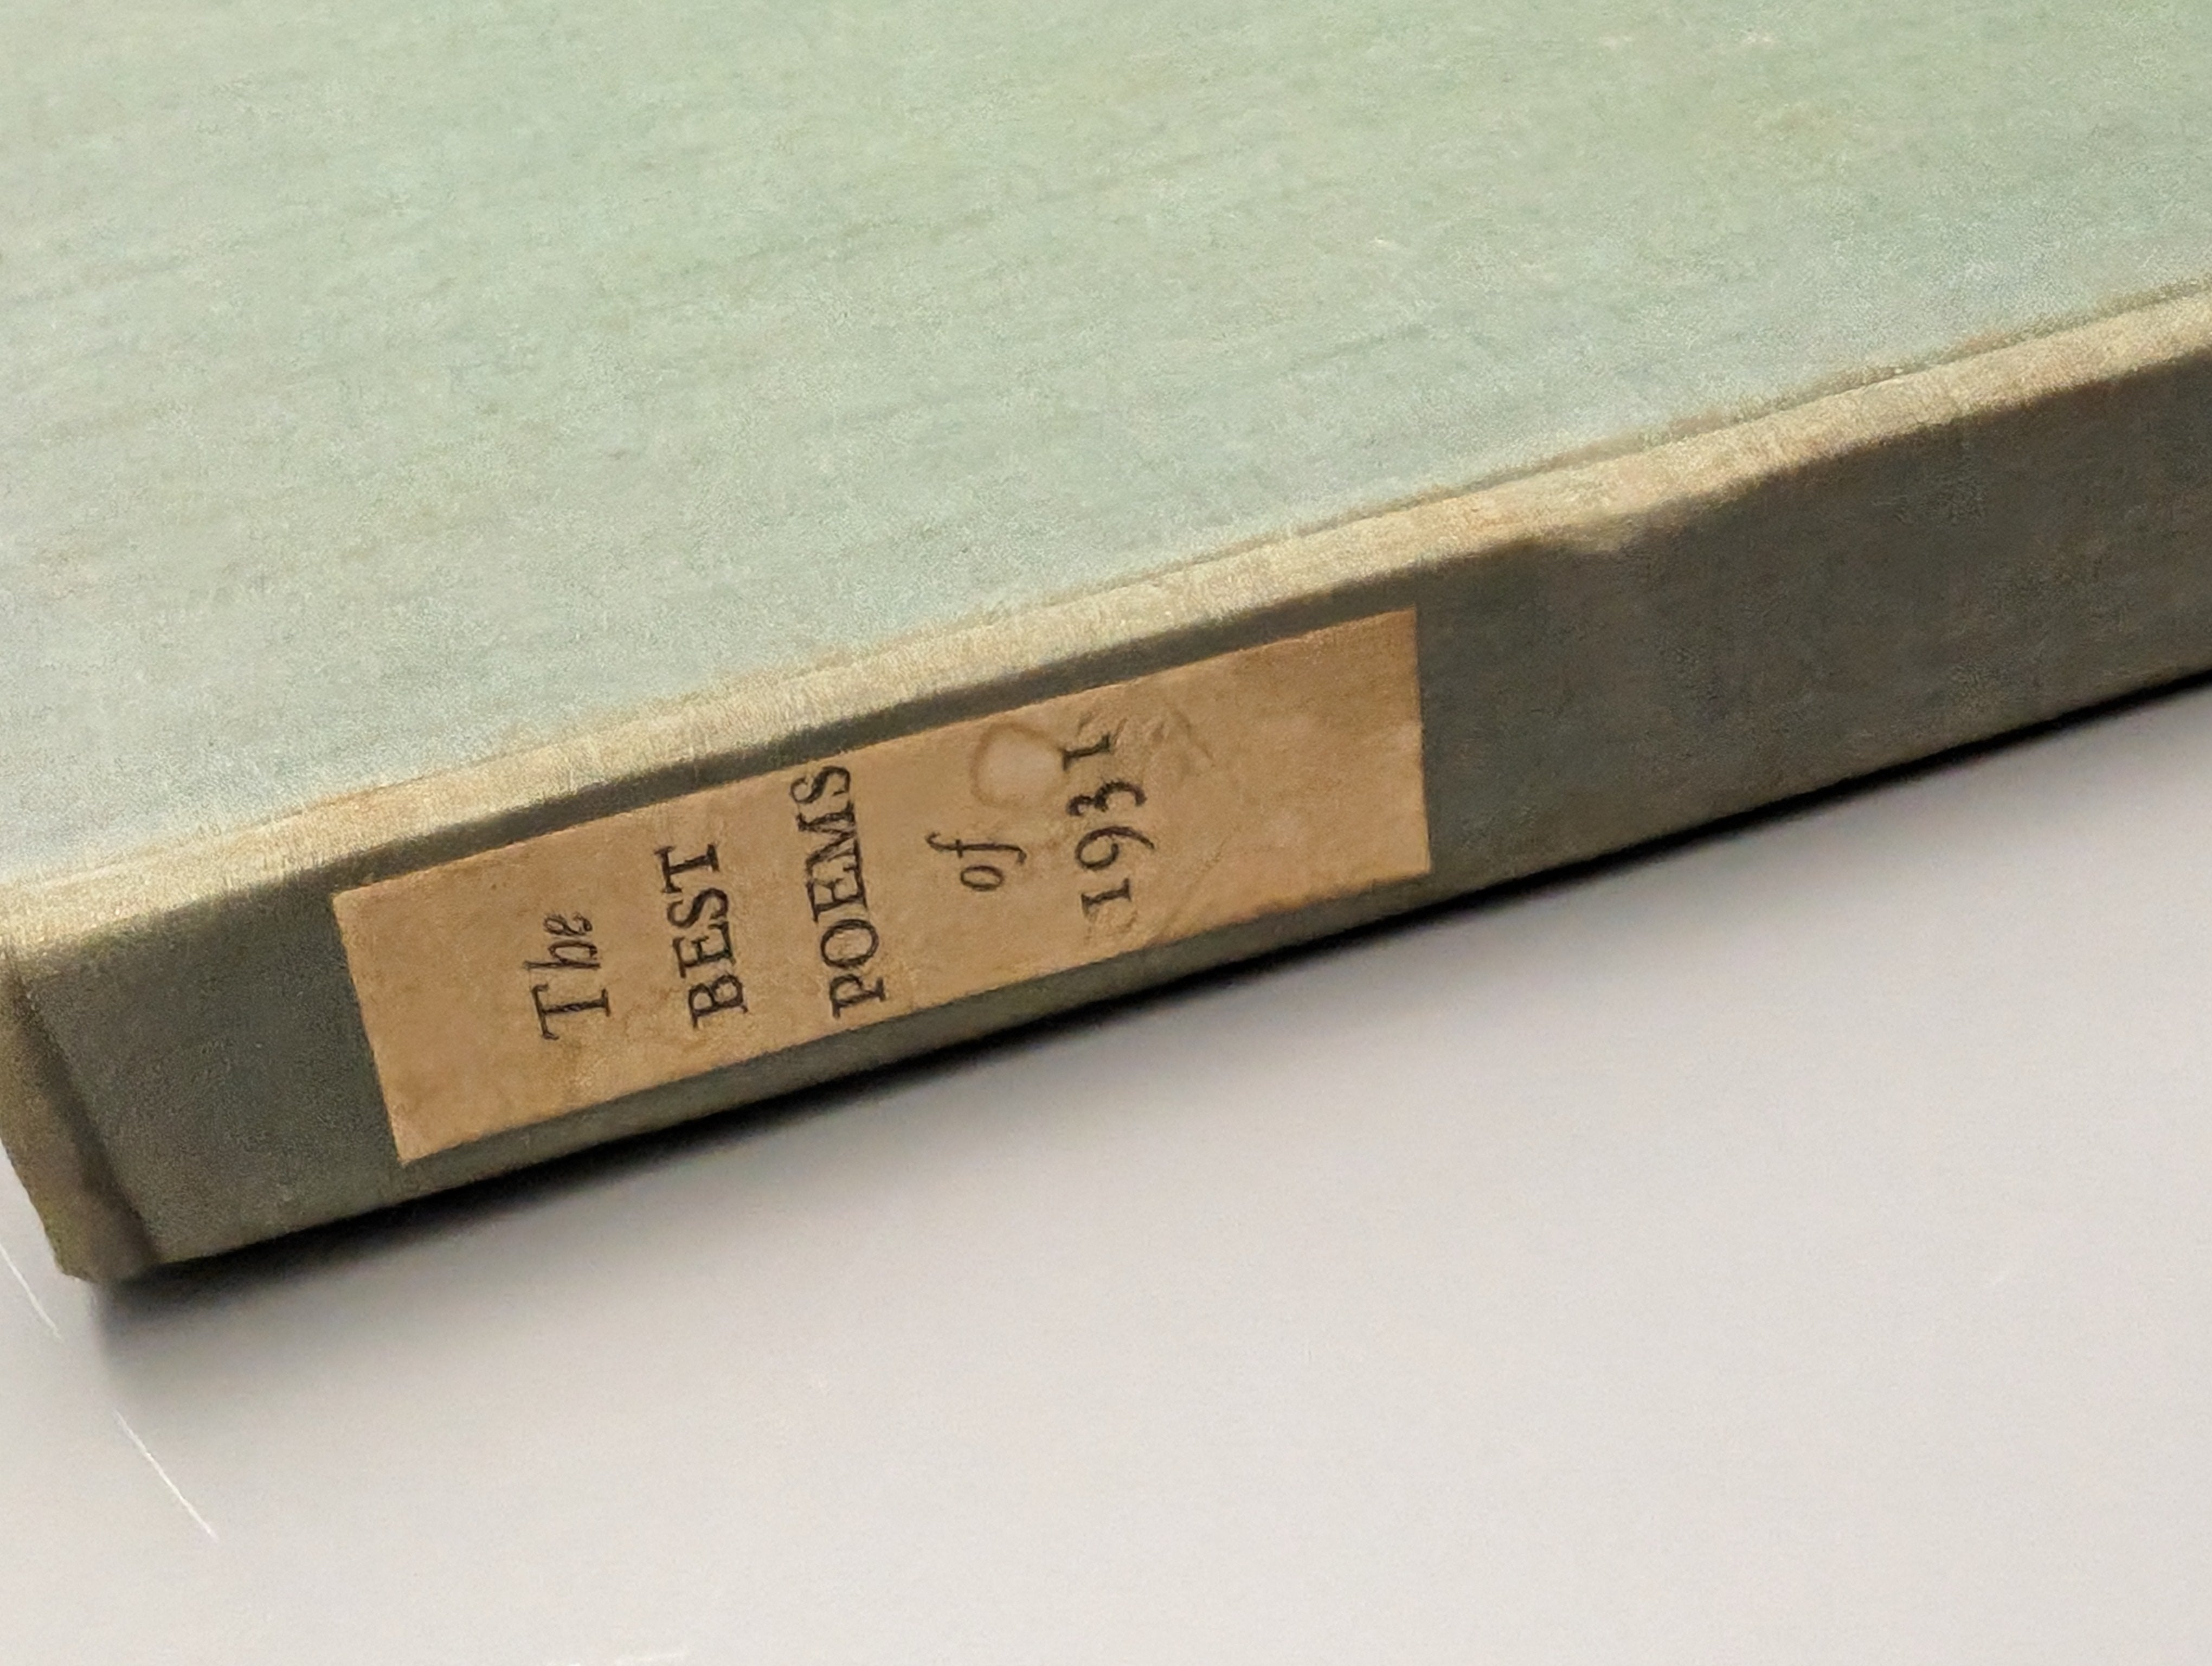 The
BEST
POEMS
of
1931